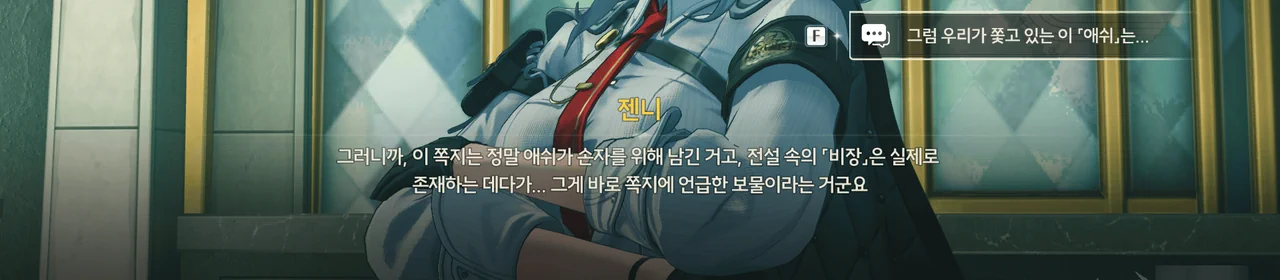 F
그럼 우리가 쫓고 있는 이 「애쉬」는...
젠니
그러니까, 이 쪽지는 정말 애쉬가 손자를 위해 남긴 거고, 전설 속의 「비장」은 실제로
존재하는 데다가... 그게 바로 쪽지에 언급한 보물이라는 거군요